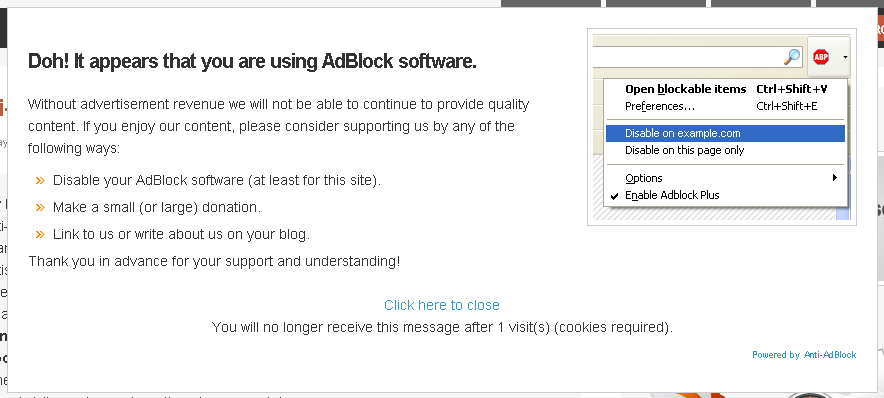 Doh! It appears that you are using AdBlock software.
Without advertisement revenue we will not be able to continue to provide quality
content. If you enjoy our content, please consider supporting us by any of the
following ways:
» Disable your AdBlock software (at least for this site).
» Make a small (or large) donation.
» Link to us or write about us on your blog.
Thank you in advance for your support and understanding!
ABP
Open blockable items Ctrl+Shift+V
Preferences... Ctrl+Shift+E
Disable on example.com
Disable on this page only
Options
Enable Adblock Plus
Click here to close
You will no longer receive this message after 1 visit(s) (cookies required).
Powered by Anti-AdBlock